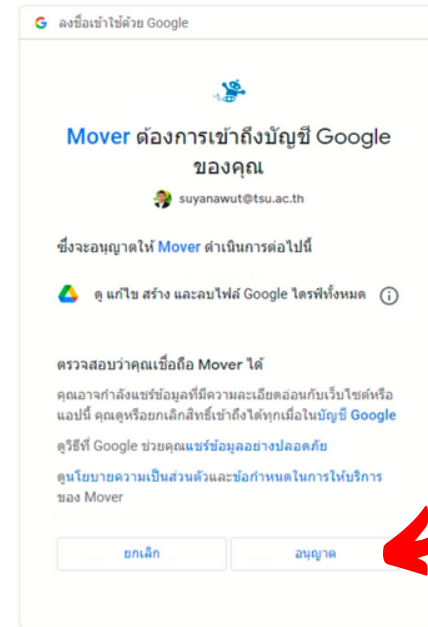 ลงชื่อเข้าใช้ด้วย Google
Mover ต้องการเข้าถึงบัญชี Google
ของคุณ
suyanawut@tsu.ac.th
ซึ่งจะอนุญาตให้ Mover ดำเนินการต่อไปนี้
ดู แก้ไข สร้าง และลบไฟล์ Google ไดรฟ์ทั้งหมด
ตรวจสอบว่าคุณเชื่อถือ Mover ได้
คุณอาจกำลังแชร์ข้อมูลที่มีความละเอียดอ่อนกับเว็บไซต์หรือ
แอปนี้ คุณดูหรือยกเลิกสิทธิ์เข้าถึงได้ทุกเมื่อในบัญชี Google
ดูวิธีที่ Google ช่วยคุณแชร์ข้อมูลอย่างปลอดภัย
ดูนโยบายความเป็นส่วนตัวและข้อกำหนดในการให้บริการ
ของ Mover
ยกเลิก อนุญาต